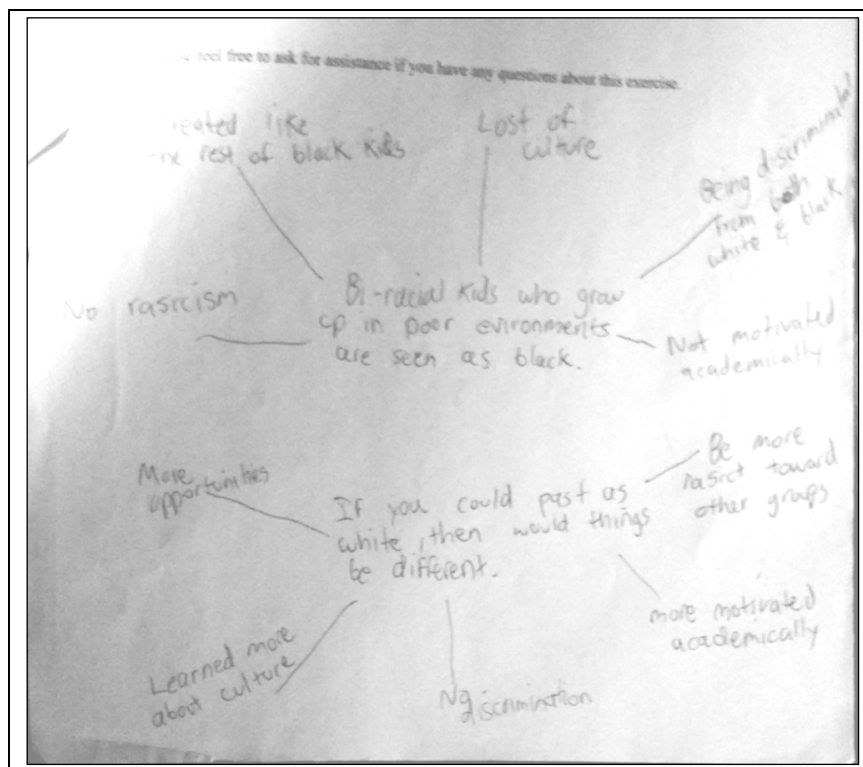 feel free to ask for assistance if you have any questions about this exercise.
reated like
rest of black kids
Lost of
culture
Being discriminated
from both
white & black
No rasicism
Bi-racial kids who grow
up in poor evironments
are seen as black.
Not motivated
academically
More
opportunities
If you could past as
white, then would things
be different.
Be more
rasict toward
other groups
more motivated
academically
Learned more
about culture
No
discrimination